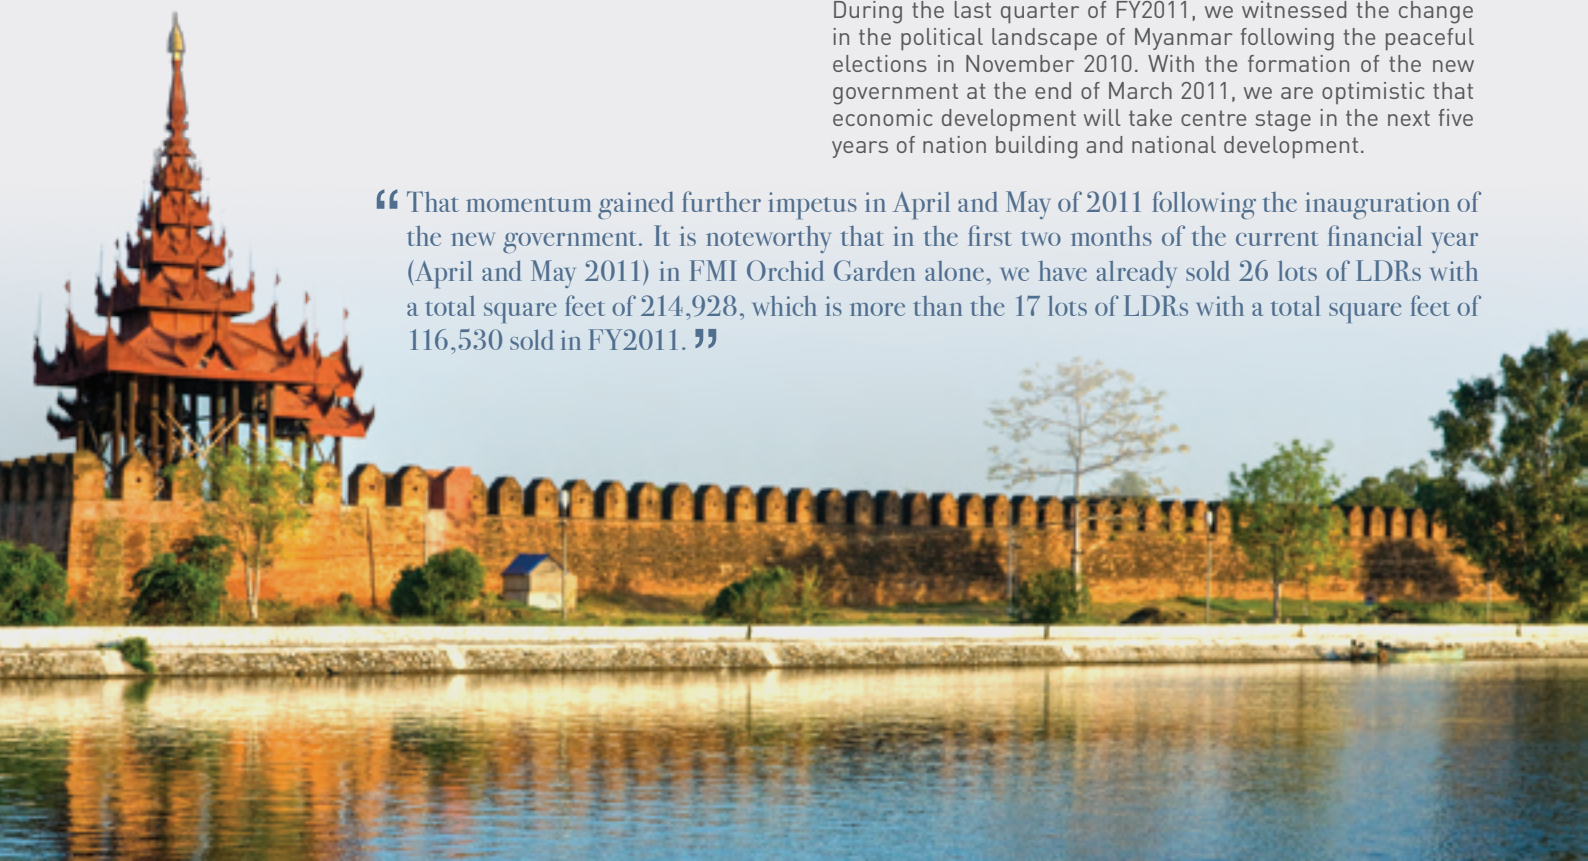 During the last quarter of FY2011, we witnessed the change
in the political landscape of Myanmar following the peaceful
elections in November 2010. With the formation of the new
government at the end of March 2011, we are optimistic that
economic development will take centre stage in the next five
years of nation building and national development.
“ That momentum gained further impetus in April and May of 2011 following the inauguration of
the new government. It is noteworthy that in the first two months of the current financial year
(April and May 2011) in FMI Orchid Garden alone, we have already sold 26 lots of LDRs with
a total square feet of 214,928, which is more than the 17 lots of LDRs with a total square feet of
116,530 sold in FY2011. ”